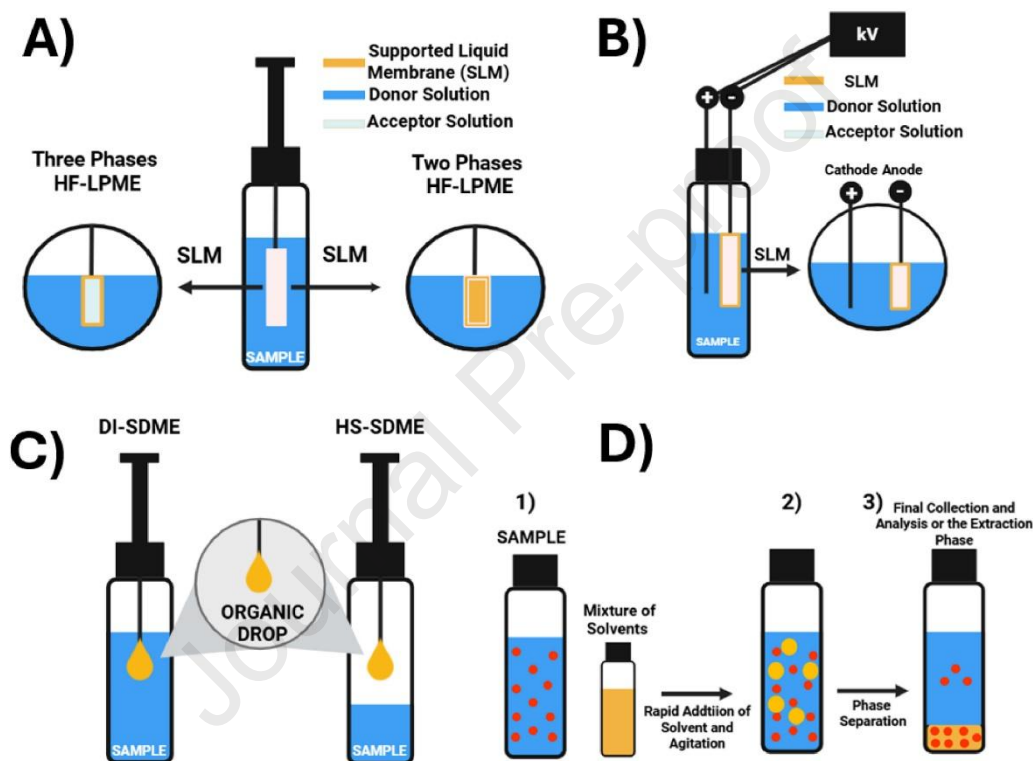 A)
Supported Liquid
Membrane (SLM)
Donor Solution
Acceptor Solution
Three Phases
HF-LPME
Two Phases
HF-LPME
SLM
SLM
SAMPLE
B)
kV
SLM
Donor Solution
Acceptor Solution
+
-
Cathode Anode
+
-
SLM
SAMPLE
C)
DI-SDME
HS-SDME
ORGANIC
DROP
SAMPLE
SAMPLE
D)
1)
SAMPLE
Mixture of
Solvents
Rapid Addtiion of
Solvent and
Agitation
2)
Phase
Separation
3)
Final Collection and
Analysis or the Extraction
Phase
Journal Pre-proof